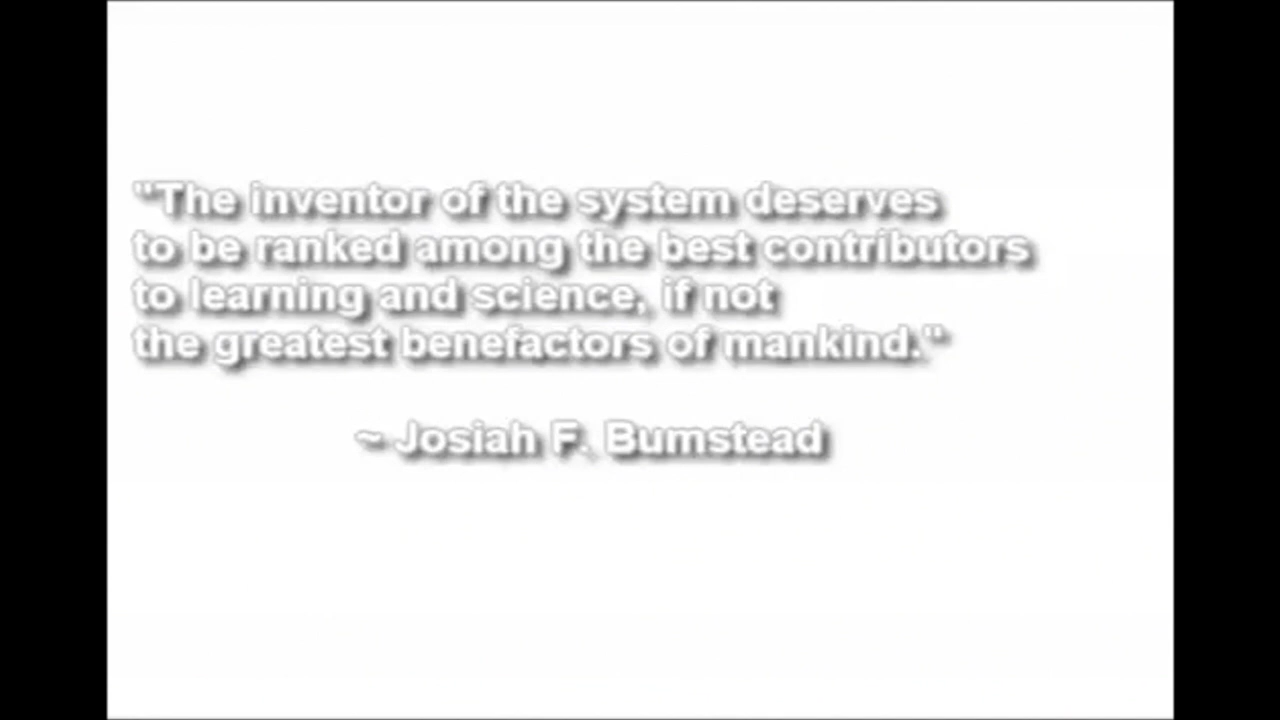 "The inventor of the system deserves
to be ranked among the best contributors
to learning and science, if not
the greatest benefactors of mankind."
~ Josiah F. Bumstead